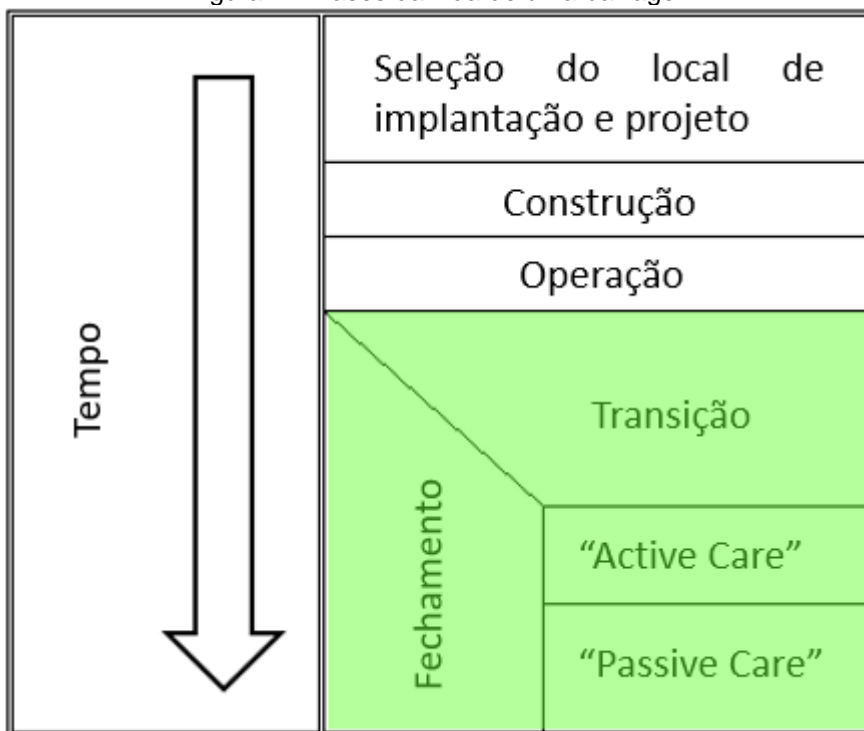 Seleção do local de
implantação e projeto
Construção
Operação
Tempo
Transição
Fechamento
“Active Care”
“Passive Care”